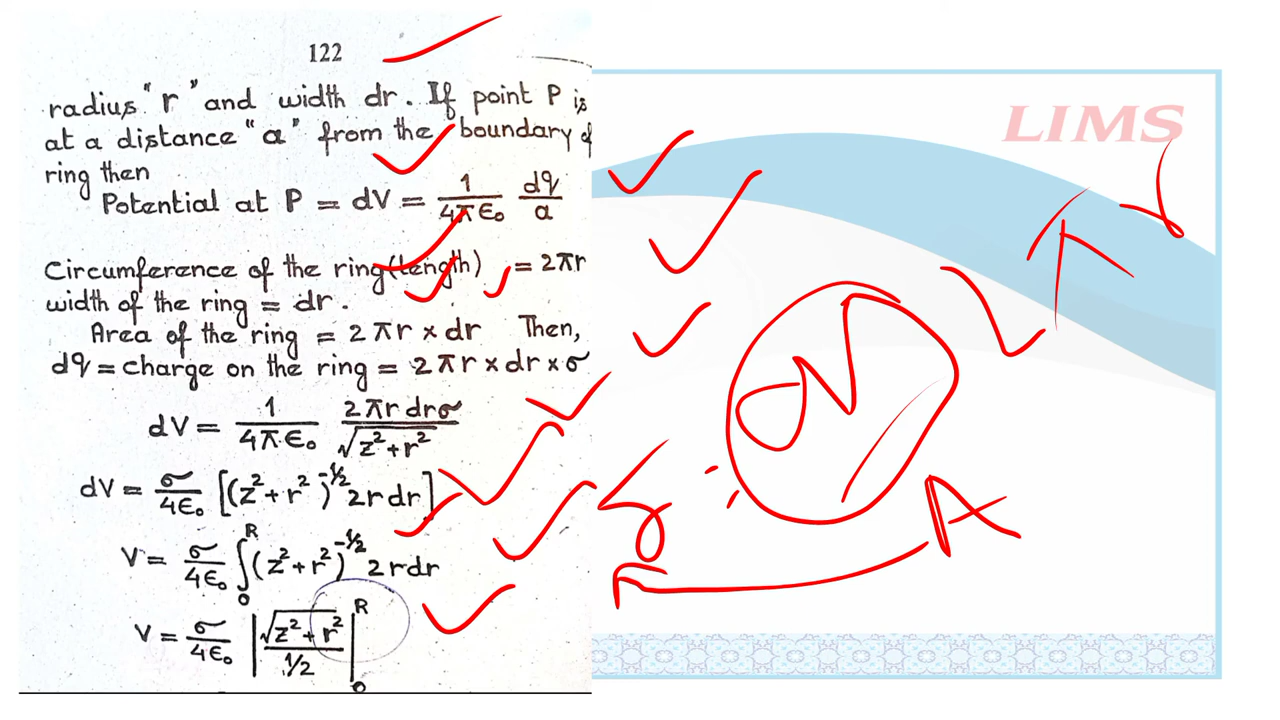 122
radius "r" and width dr. If point P is
at a distance "a" from the boundary of
ring then
Potential at P = dV = 1/4πε₀ dq/a
Circumference of the ring (length) = 2πr
width of the ring = dr.
Area of the ring = 2πr × dr Then,
dq = charge on the ring = 2πr × dr × σ
dV = 1/4π.ε₀ 2πr drσ/√z²+r²
dV = σ/4ε₀ [(z²+r²)^-1/2 2r dr]
V = σ/4ε₀ ∫₀^R (z²+r²)^-1/2 2r dr
V = σ/4ε₀ |√z²+r²/1/2|₀^R
LIMS
π r
A